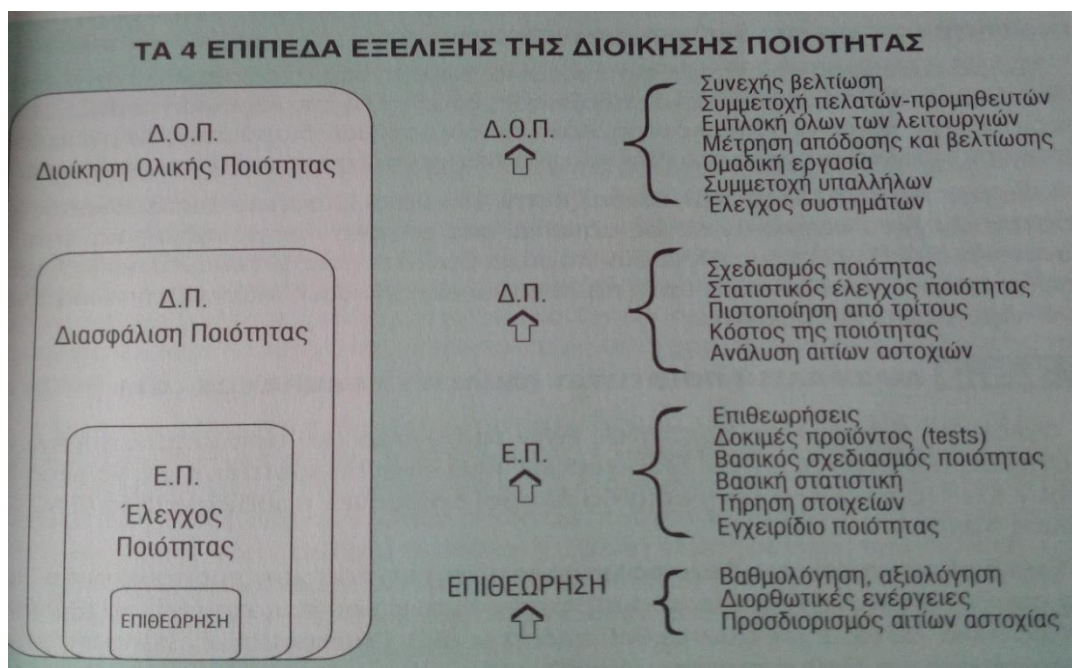 ΤΑ 4 ΕΠΙΠΕΔΑ ΕΞΕΛΙΞΗΣ ΤΗΣ ΔΙΟΙΚΗΣΗΣ ΠΟΙΟΤΗΤΑΣ
Δ.Ο.Π.
Διοίκηση Ολικής Ποιότητας
Δ.Ο.Π.
Συνεχής βελτίωση
Συμμετοχή πελατών-προμηθευτών
Εμπλοκή όλων των λειτουργιών
Μέτρηση απόδοσης και βελτίωσης
Ομαδική εργασία
Συμμετοχή υπαλλήλων
Έλεγχος συστημάτων
Δ.Π.
Διασφάλιση Ποιότητας
Δ.Π.
Σχεδιασμός ποιότητας
Στατιστικός έλεγχος ποιότητας
Πιστοποίηση από τρίτους
Κόστος της ποιότητας
Ανάλυση αιτίων αστοχιών
Ε.Π.
Έλεγχος
Ποιότητας
Ε.Π.
Επιθεωρήσεις
Δοκιμές προϊόντος (tests)
Βασικός σχεδιασμός ποιότητας
Βασική στατιστική
Τήρηση στοιχείων
Εγχειρίδιο ποιότητας
ΕΠΙΘΕΩΡΗΣΗ
ΕΠΙΘΕΩΡΗΣΗ
Βαθμολόγηση, αξιολόγηση
Διορθωτικές ενέργειες
Προσδιορισμός αιτίων αστοχίας